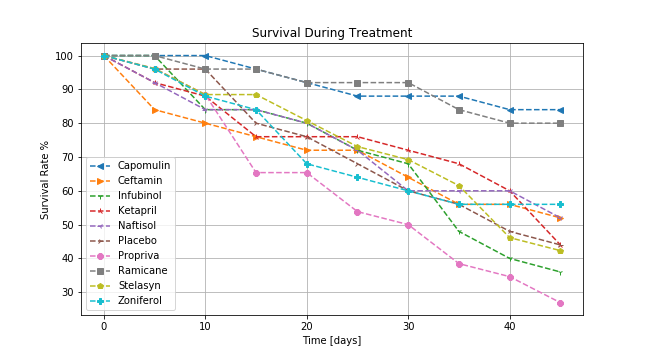 Survival During Treatment
100
90
80
70
60
50
40
30
Survival Rate %
Capomulin
Ceftamin
Infubinol
Ketapril
Naftisol
Placebo
Propriva
Ramicane
Stelasyn
Zoniferol
0 10 20 30 40
Time [days]